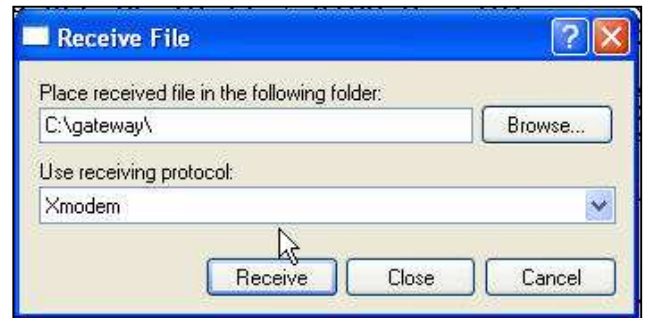 Receive File
Place received file in the following folder:
C:\gateway\
Browse...
Use receiving protocol:
Xmodem
Receive Close Cancel